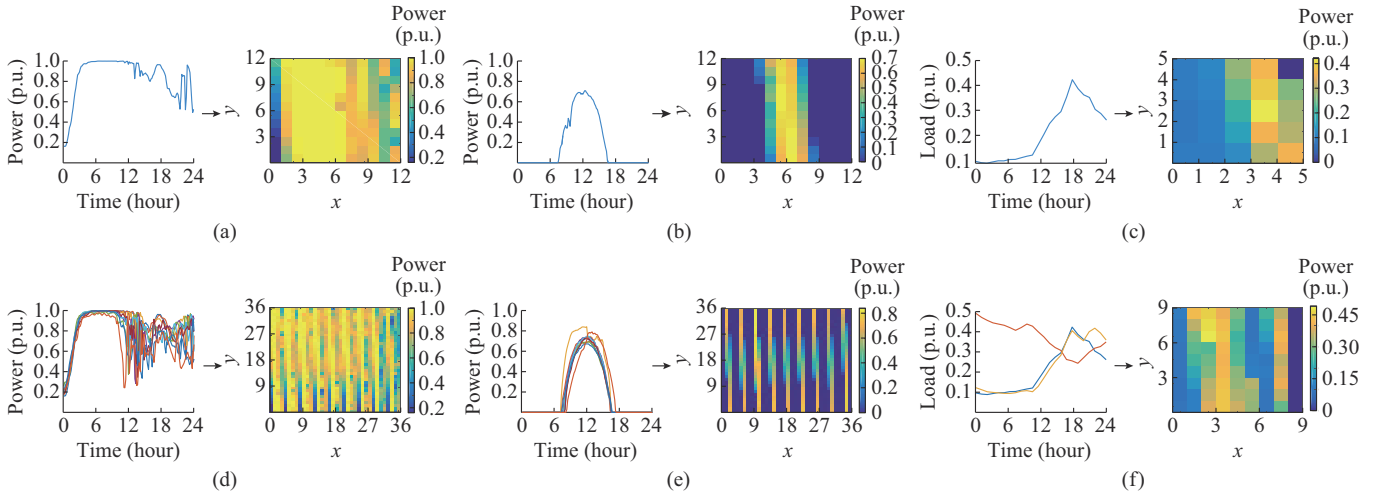 Power (p.u.)
1.0
0.8
0.6
0.4
0.2
0 6 12 18 24
Time (hour)
Power
(p.u.)
12
9
6
3
y
0 3 6 9 12
x
1.0
0.8
0.6
0.4
0.2
(a)
Power (p.u.)
1.0
0.8
0.6
0.4
0.2
0 6 12 18 24
Time (hour)
Power
(p.u.)
12
9
6
3
y
0 3 6 9 12
x
0.7
0.6
0.5
0.4
0.3
0.2
0.1
0
(b)
Load (p.u.)
0.5
0.4
0.3
0.2
0.1
0 6 12 18 24
Time (hour)
Power
(p.u.)
5
4
3
2
1
y
0 1 2 3 4 5
x
0.4
0.3
0.2
0.1
0
(c)
Power (p.u.)
1.0
0.8
0.6
0.4
0.2
0 6 12 18 24
Time (hour)
Power
(p.u.)
36
27
18
9
y
0 9 18 27 36
x
1.0
0.8
0.6
0.4
0.2
(d)
Power (p.u.)
1.0
0.8
0.6
0.4
0.2
0 6 12 18 24
Time (hour)
Power
(p.u.)
36
27
18
9
y
0 9 18 27 36
x
0.8
0.6
0.4
0.2
0
(e)
Load (p.u.)
0.5
0.4
0.3
0.2
0.1
0 6 12 18 24
Time (hour)
Power
(p.u.)
9
6
3
y
0 3 6 9
x
0.45
0.30
0.15
0
(f)